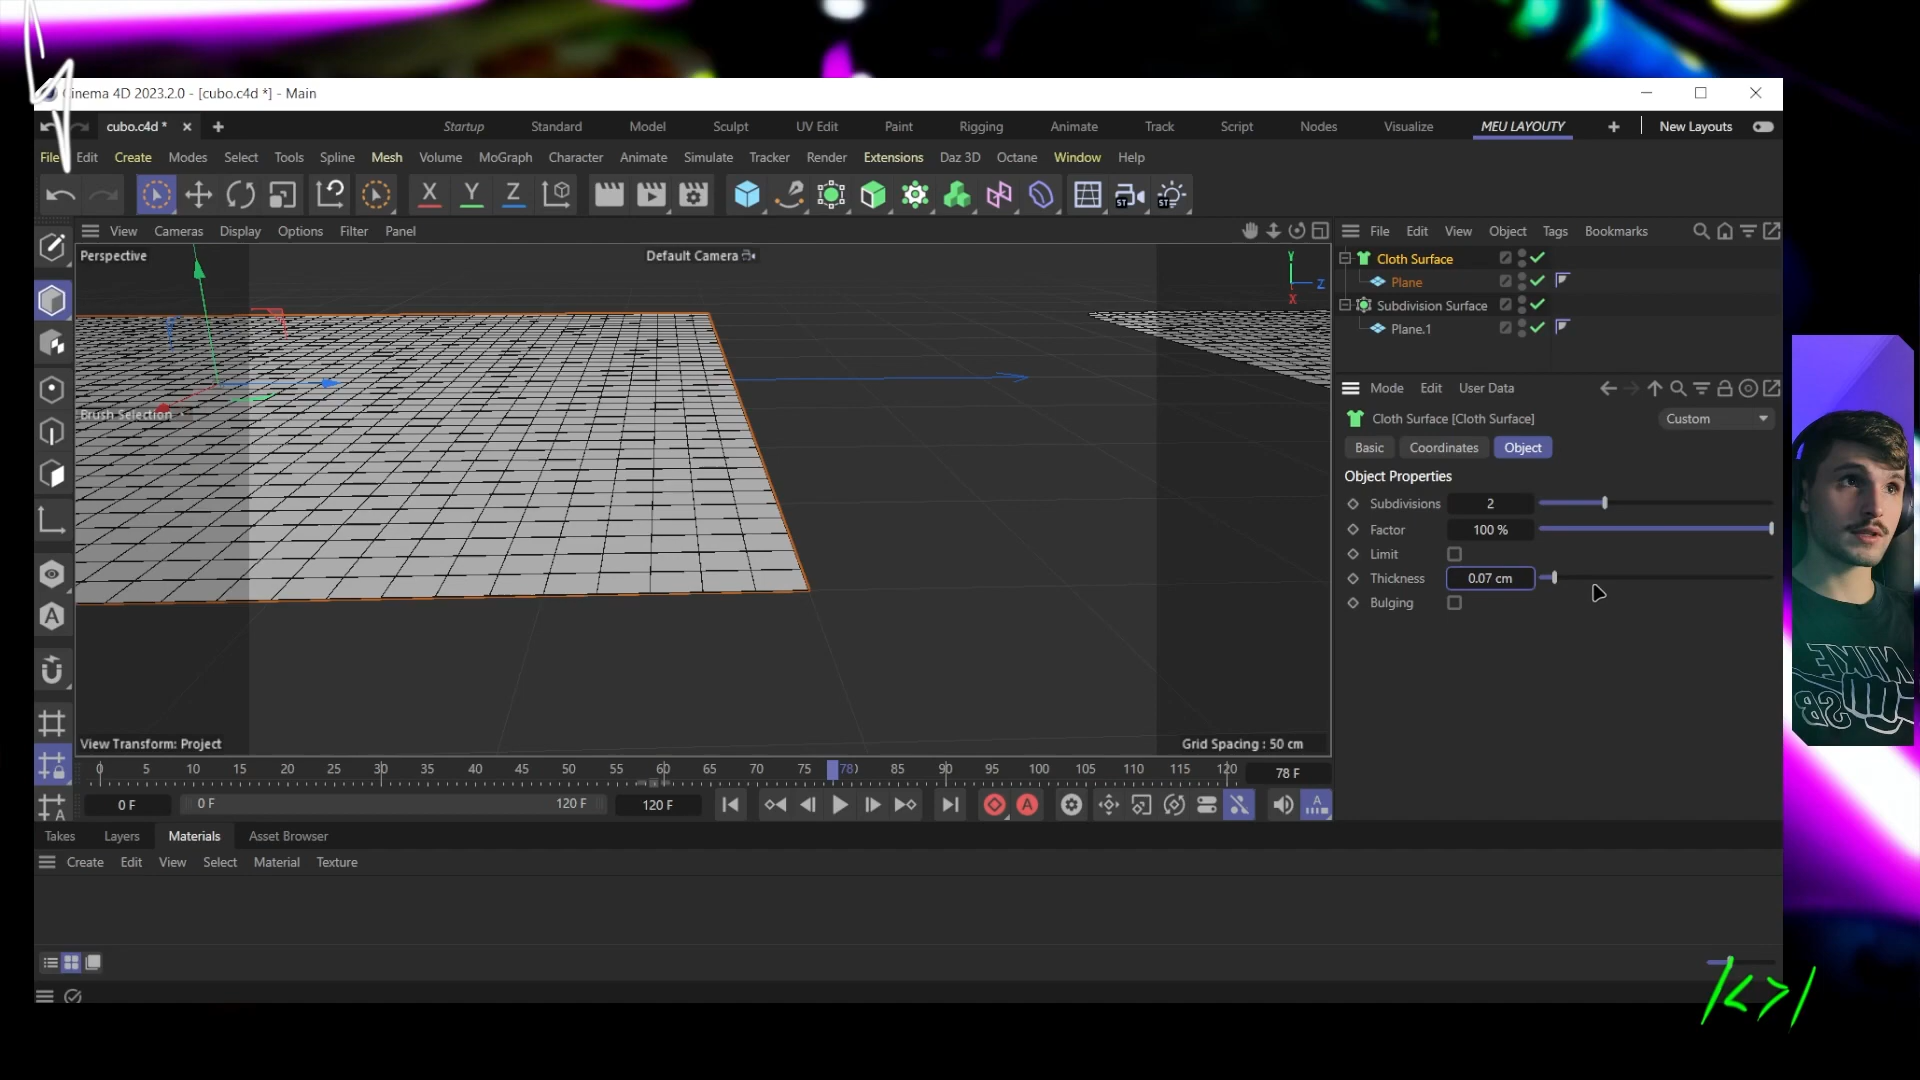 Cinema 4D 2023.2.0 - [cubo.c4d *] - Main
cubo.c4d *
Startup Standard Model Sculpt UV Edit Paint Rigging Animate Track Script Nodes Visualize MEU LAYOUTY New Layouts
File Edit Create Modes Select Tools Spline Mesh Volume MoGraph Character Animate Simulate Tracker Render Extensions Daz 3D Octane Window Help
X Y Z
ST
ST
View Cameras Display Options Filter Panel
File Edit View Object Tags Bookmarks
Perspective
Default Camera
Y
Z
X
Cloth Surface
Plane
Subdivision Surface
Plane.1
Mode Edit User Data
Cloth Surface [Cloth Surface]
Custom
Basic Coordinates Object
Object Properties
Subdivisions 2
Factor 100 %
Limit
Thickness 0.07 cm
Bulging
Brush Selection
A
View Transform: Project
Grid Spacing : 50 cm
0 5 10 15 20 25 30 35 40 45 50 55 60 65 70 75 78 85 90 95 100 105 110 115 120
78 F
0 F
0 F
120 F
120 F
A
A
A
Takes Layers Materials Asset Browser
Create Edit View Select Material Texture
NIKE
SB